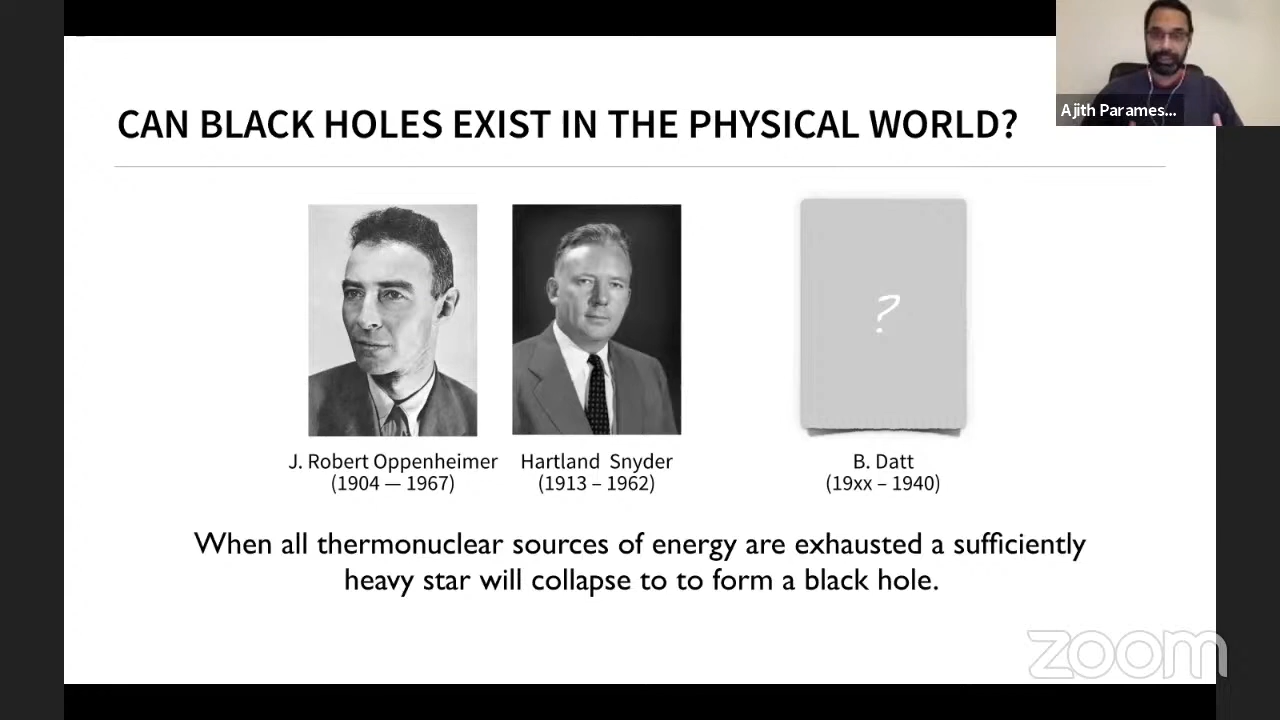 CAN BLACK HOLES EXIST IN THE PHYSICAL WORLD?
Ajith Parames...
?
J. Robert Oppenheimer
(1904 — 1967)
Hartland Snyder
(1913 – 1962)
B. Datt
(19xx – 1940)
When all thermonuclear sources of energy are exhausted a sufficiently
heavy star will collapse to to form a black hole.
zoom